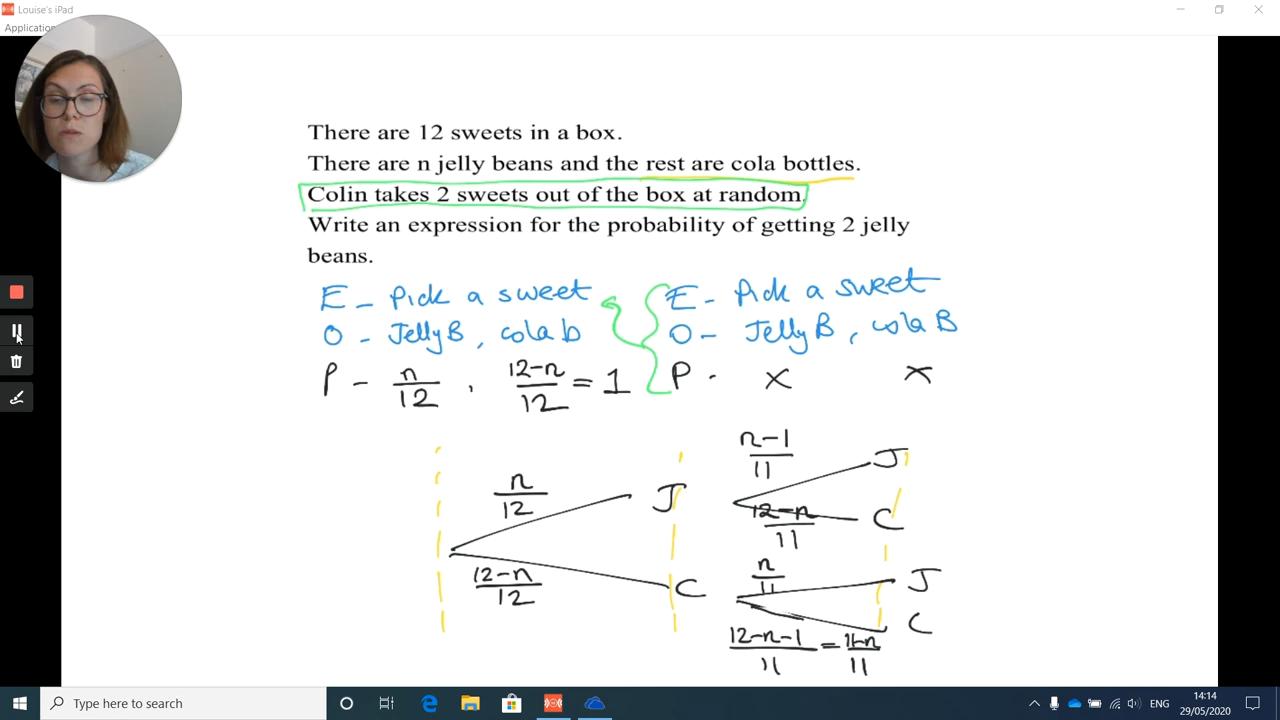 Louise's iPad
Application
There are 12 sweets in a box.
There are n jelly beans and the rest are cola bottles.
Colin takes 2 sweets out of the box at random.
Write an expression for the probability of getting 2 jelly
beans.
E - Pick a sweet
O - Jelly B, cola b
P - n/12 , 12-n/12 = 1
E - Pick a sweet
O - Jelly B, cola B
P - x x
n/12 J
12-n/12 C
n-1/11 J
12-n/11 C
n/11 J
C
12-n-1/11 = 11-n/11
Type here to search
ENG
14:14
29/05/2020